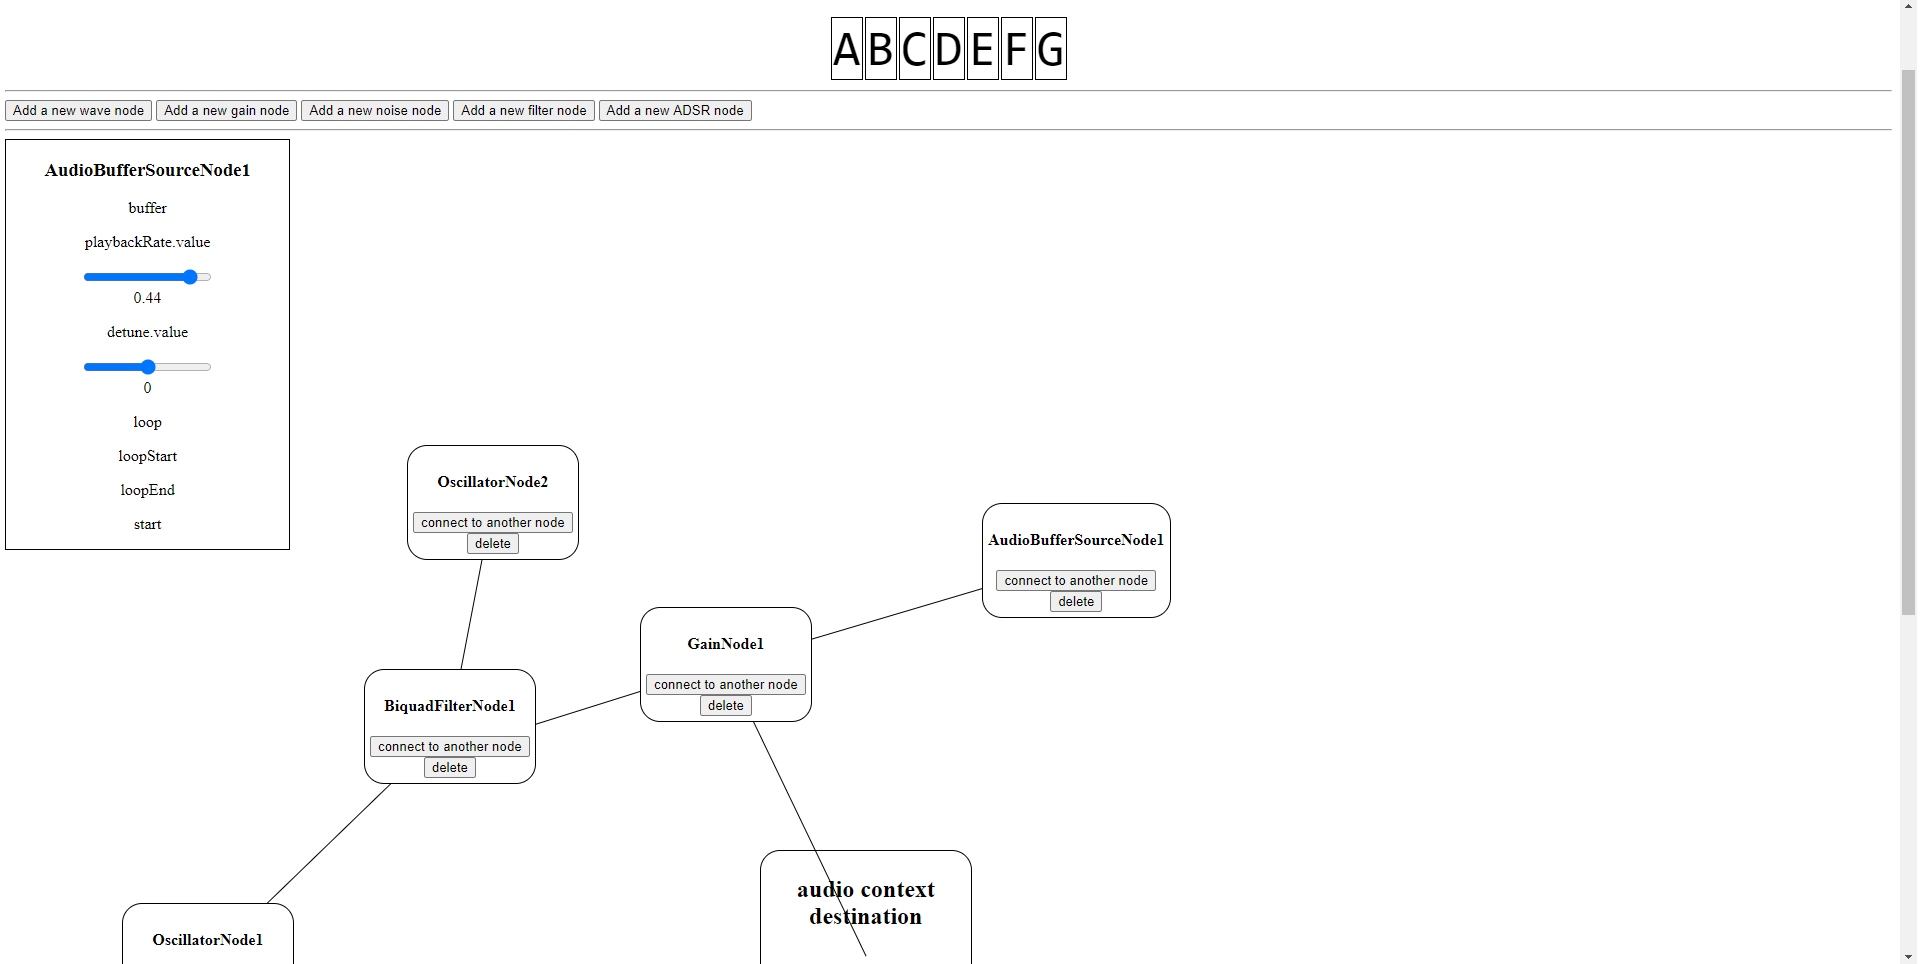 ABCDEFG
Add a new wave node Add a new gain node Add a new noise node Add a new filter node Add a new ADSR node
AudioBufferSourceNode1
buffer
playbackRate.value
0.44
detune.value
0
loop
loopStart
loopEnd
start
OscillatorNode2
connect to another node
delete
AudioBufferSourceNode1
connect to another node
delete
GainNode1
connect to another node
delete
BiquadFilterNode1
connect to another node
delete
audio context
destination
OscillatorNode1